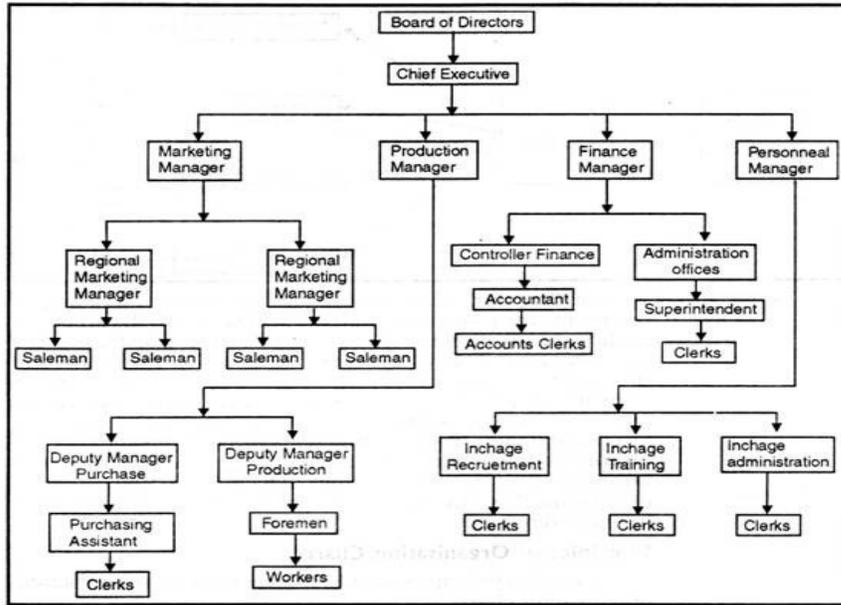 Board of Directors
Chief Executive
Marketing
Manager
Production
Manager
Finance
Manager
Personneal
Manager
Regional
Marketing
Manager
Regional
Marketing
Manager
Controller Finance
Administration
offices
Accountant
Superintendent
Saleman
Saleman
Saleman
Saleman
Accounts Clerks
Clerks
Deputy Manager
Purchase
Deputy Manager
Production
Inchage
Recruetment
Inchage
Training
Inchage
administration
Purchasing
Assistant
Foremen
Clerks
Clerks
Clerks
Clerks
Workers